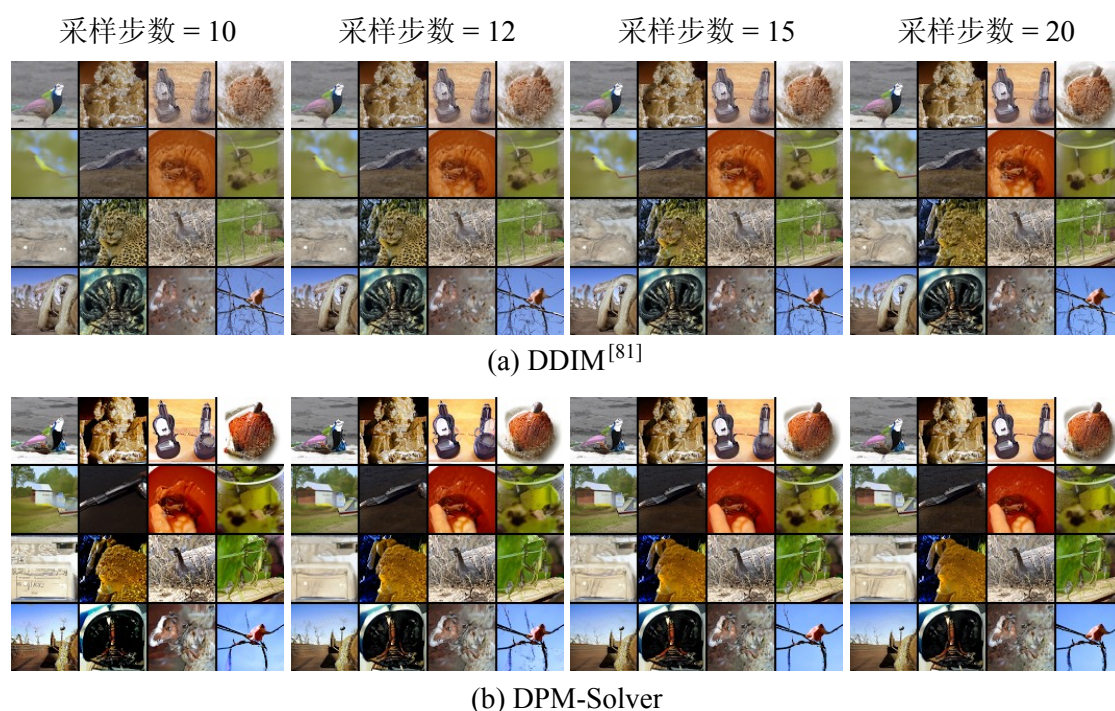 采样步数 = 10 采样步数 = 12 采样步数 = 15 采样步数 = 20
(a) DDIM[81]
(b) DPM-Solver